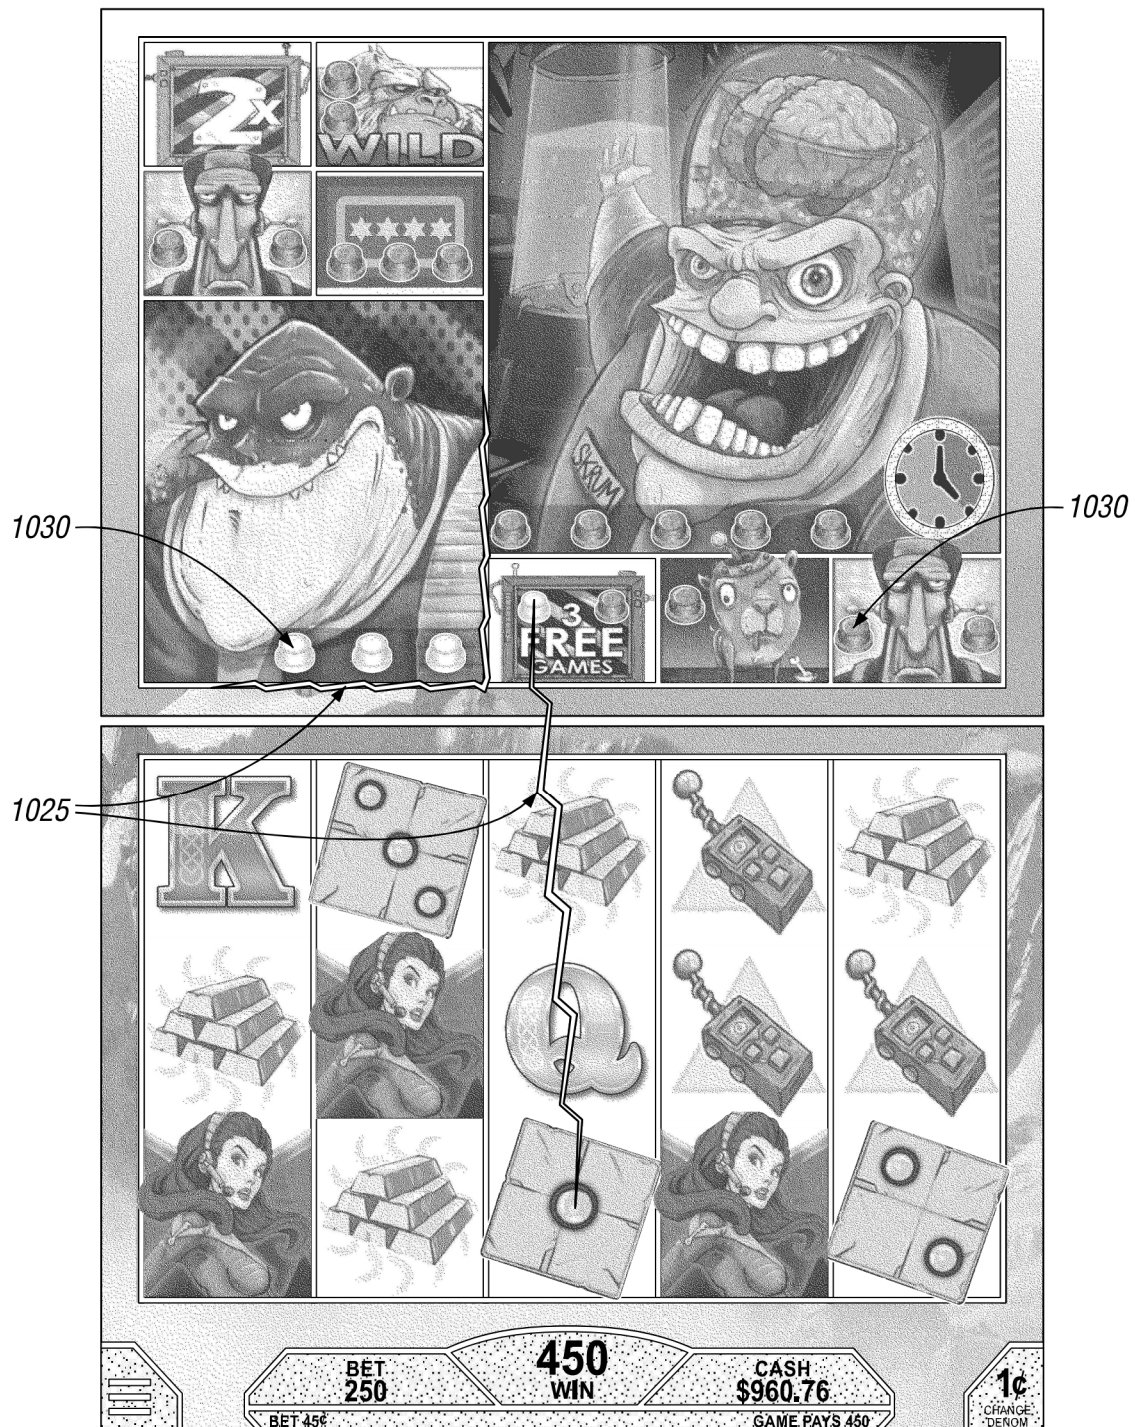 2x
WILD
SKRUM
1030
1030
3
FREE
GAMES
1025
K
Q
450
WIN
BET
250
CASH
$960.76
1¢
CHANGE
DENOM
BET 45¢
GAME PAYS 450